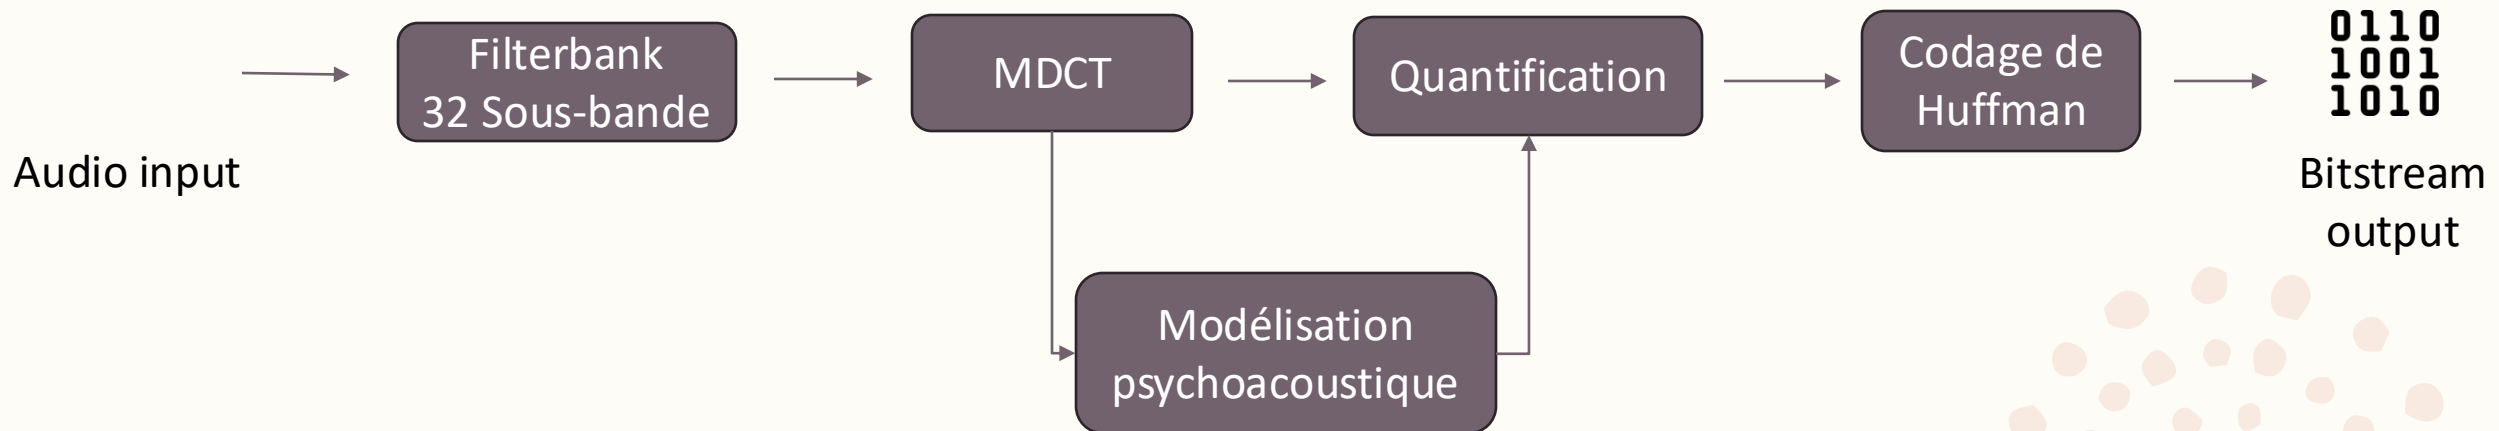 Audio input
Filterbank
32 Sous-bande
MDCT
Quantification
Codage de
Huffman
0110
1001
1010
Bitstream
output
Modélisation
psychoacoustique